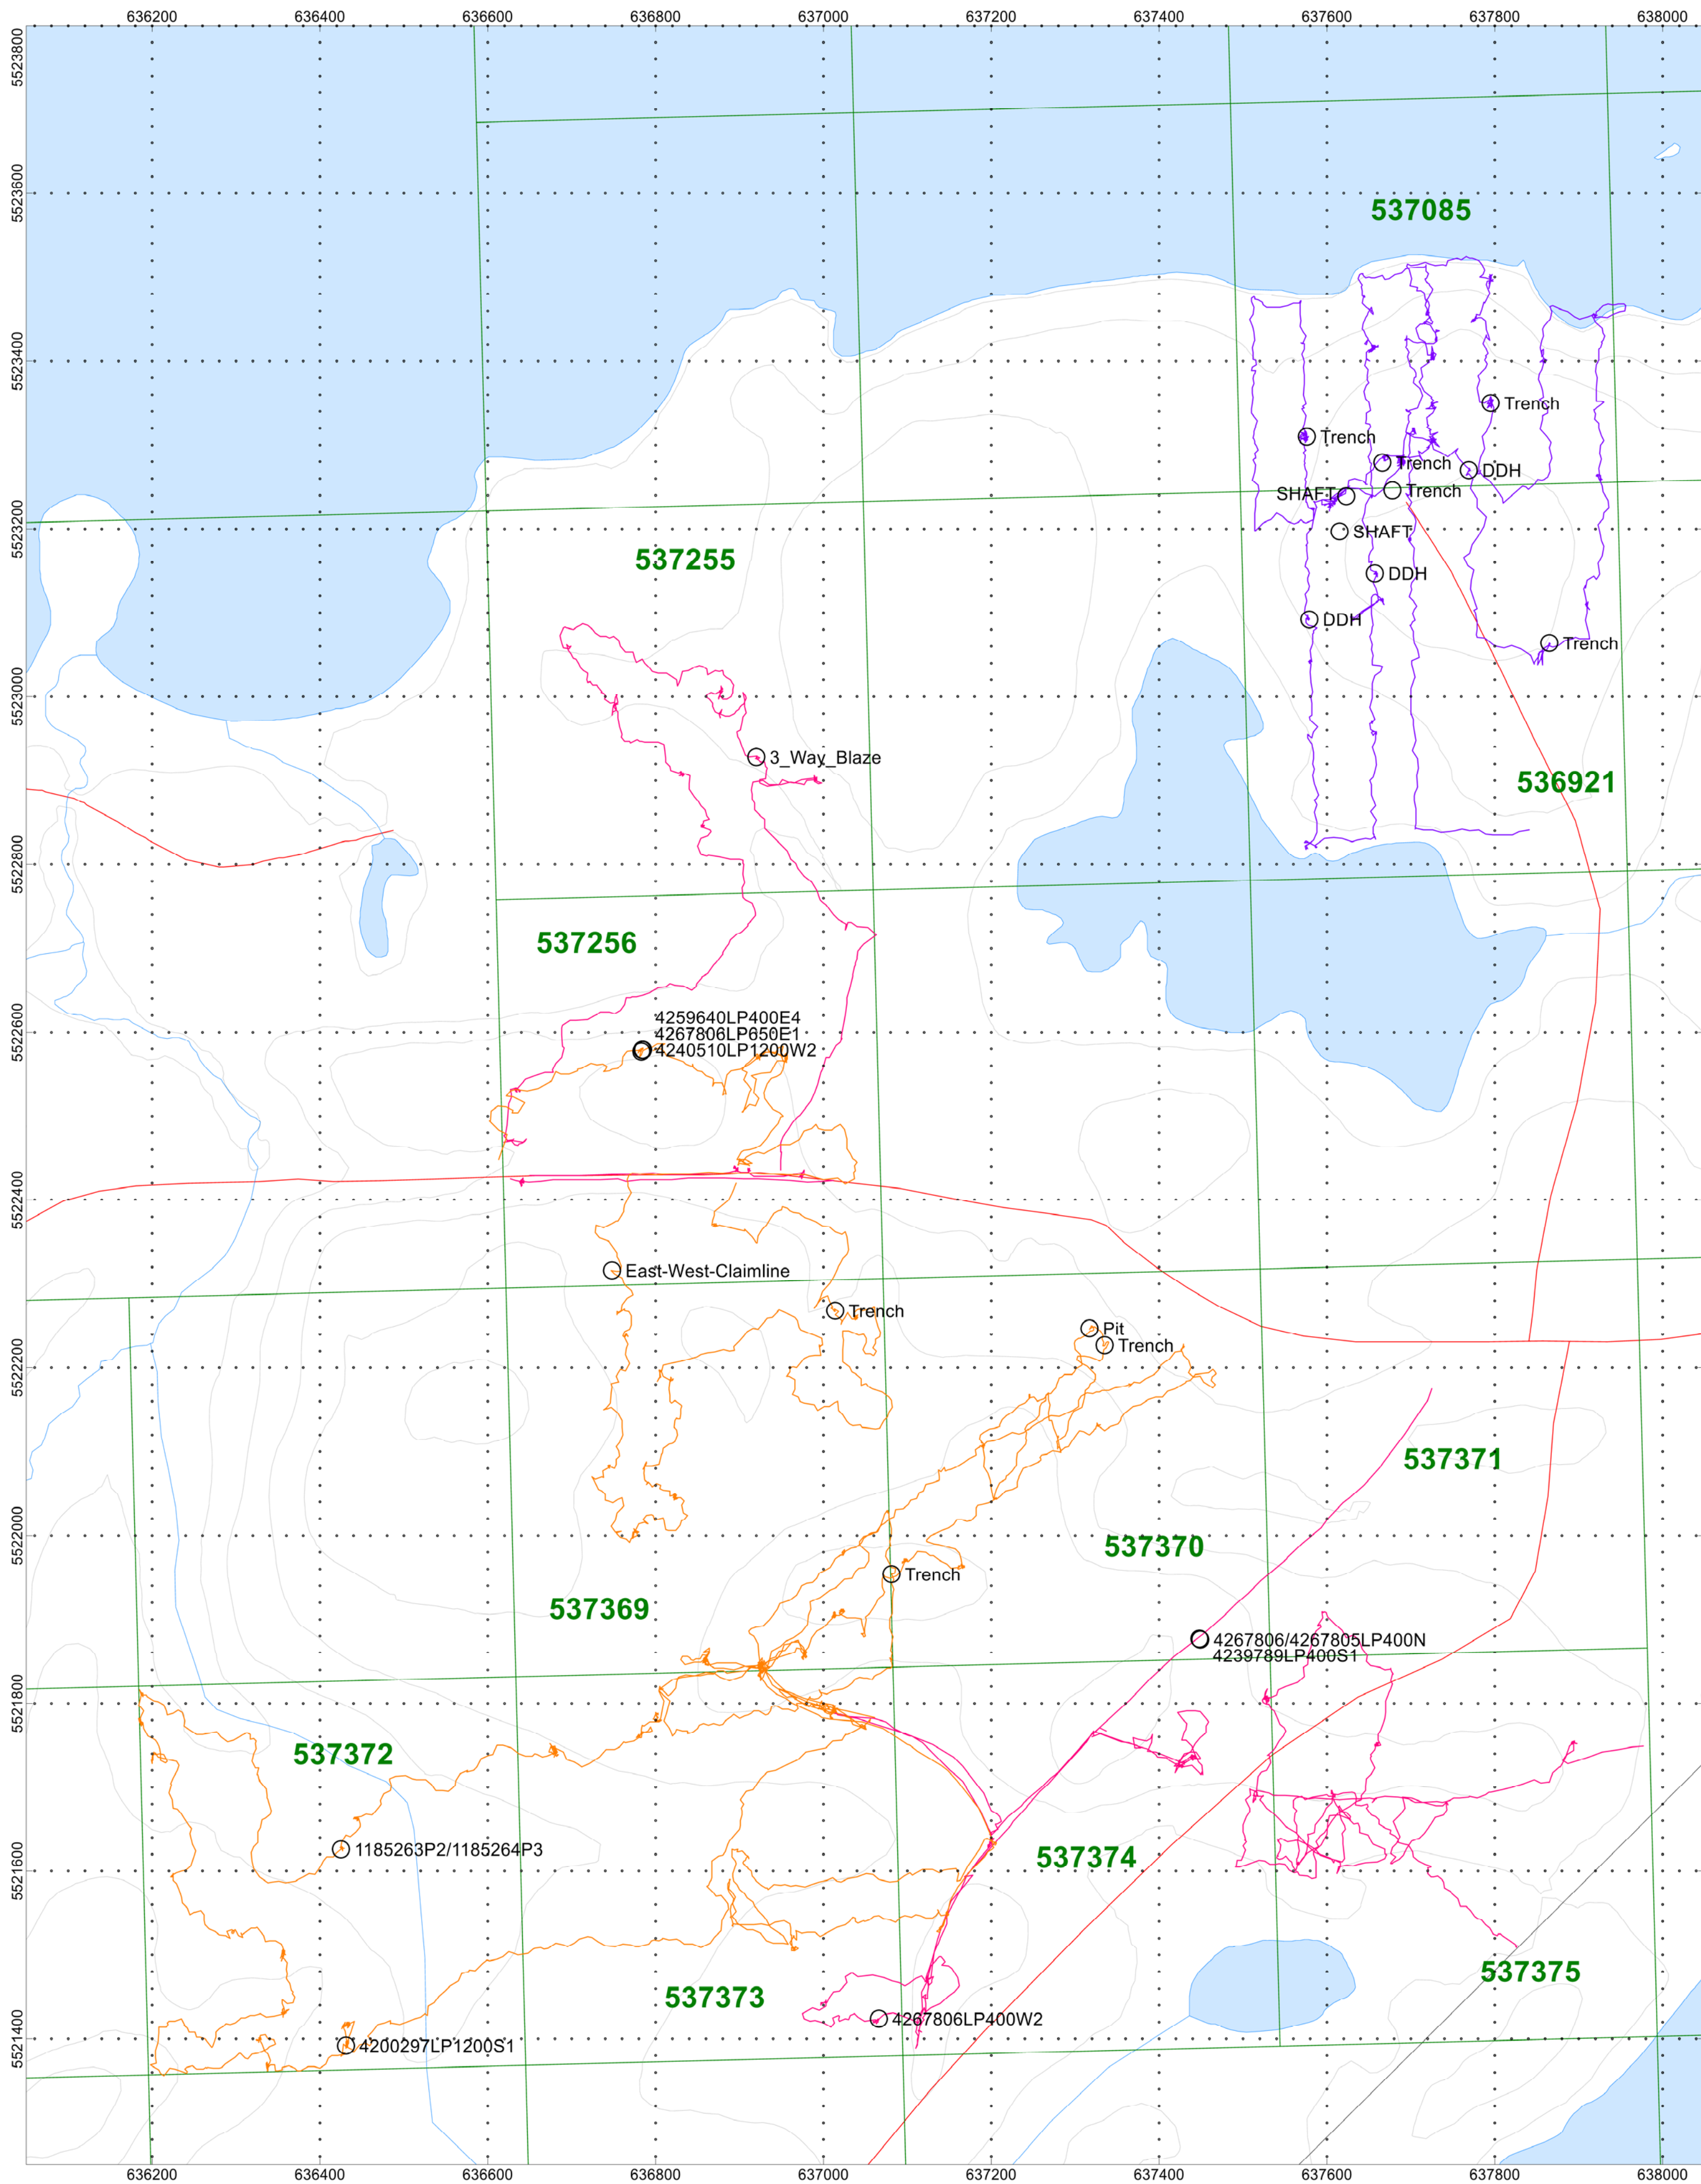 636200 636400 636600 636800 637000 637200 637400 637600 637800 638000
5523800
5523600
537085
5523400
Trench
Trench
Trench
DDH
SHAFT
Trench
5523200
SHAFT
537255
DDH
DDH
Trench
5523000
3_Way_Blaze
536921
5522800
537256
4259640LP400E4
5522600
4267806LP650E1
4240510LP1200W2
5522400
East-West-Claimline
Trench
Pit
Trench
5522200
537371
5522000
537370
Trench
537369
4267806/4267805LP400N
4239789LP400S1
5521800
537372
1185263P2/1185264P3
537374
5521600
537375
537373
4267806LP400W2
5521400
4200297LP1200S1
636200 636400 636600 636800 637000 637200 637400 637600 637800 638000